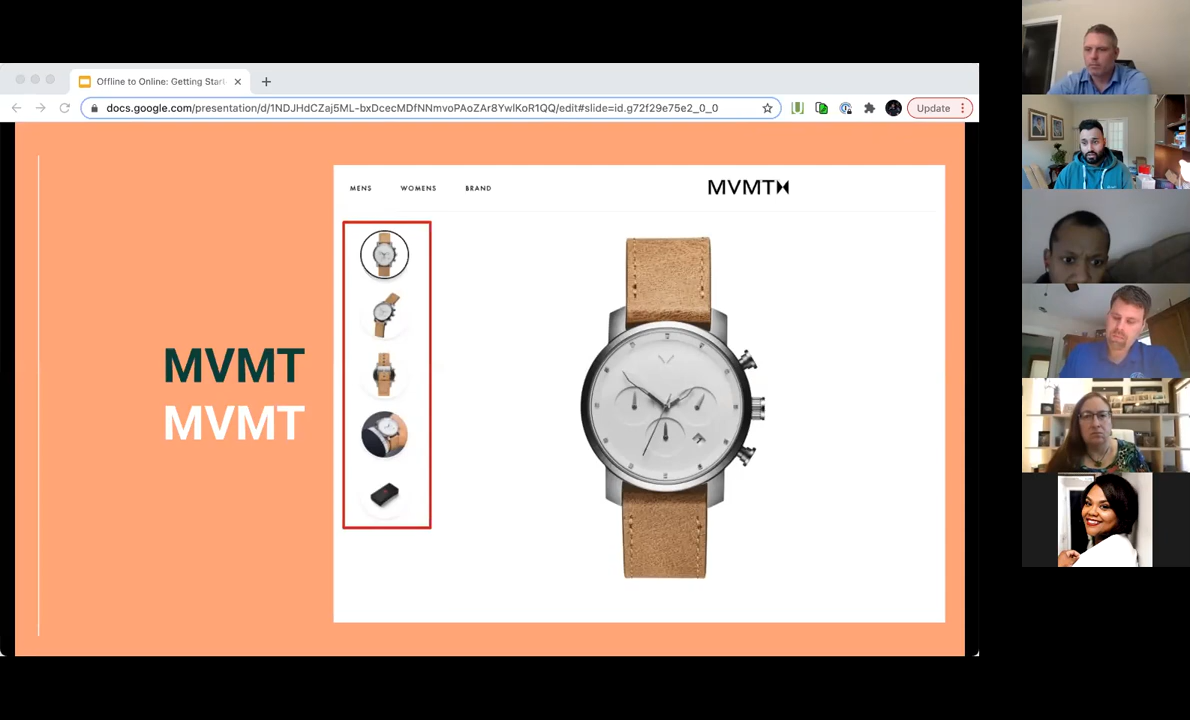 Offline to Online: Getting Star
docs.google.com/presentation/d/1NDJHdCZaj5ML-bxDcecMDfNNmvoPAoZAr8YwlKoR1QQ/edit#slide=id.g72f29e75e2_0_0
Update
MENS WOMENS BRAND MVMT
MVMT
MVMT